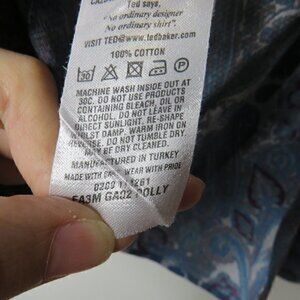 Ted says,
"No ordinary designer
No ordinary shirt".
VISIT TED@WWW.tedbaker.com
100% COTTON
30
MACHINE WASH INSIDE OUT AT
30C. DO NOT USE PRODUCTS
CONTAINING BLEACH, OIL OR
ALCOHOL. DO NOT LEAVE IN
DIRECT SUNLIGHT. RE-SHAPE
WHILST DAMP. WARM IRON ON
REVERSE. DO NOT TUMBLE DRY.
MAY BE DRY CLEANED.
MANUFACTURED IN TURKEY
MADE WITH CARE WEAR WITH PRIDE
EA3M GA02 POLLY